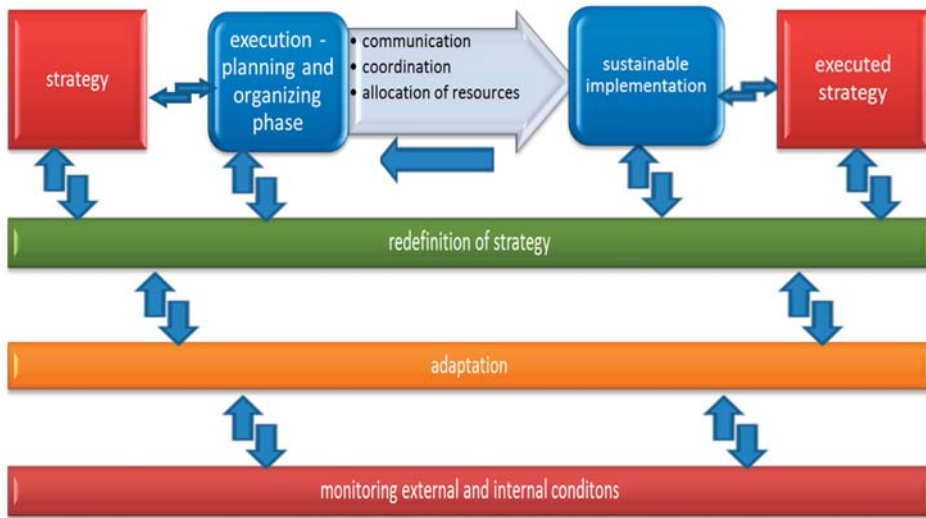 strategy
execution -
planning and
organizing
phase
• communication
• coordination
• allocation of resources
sustainable
implementation
executed
strategy
redefinition of strategy
adaptation
monitoring external and internal conditons